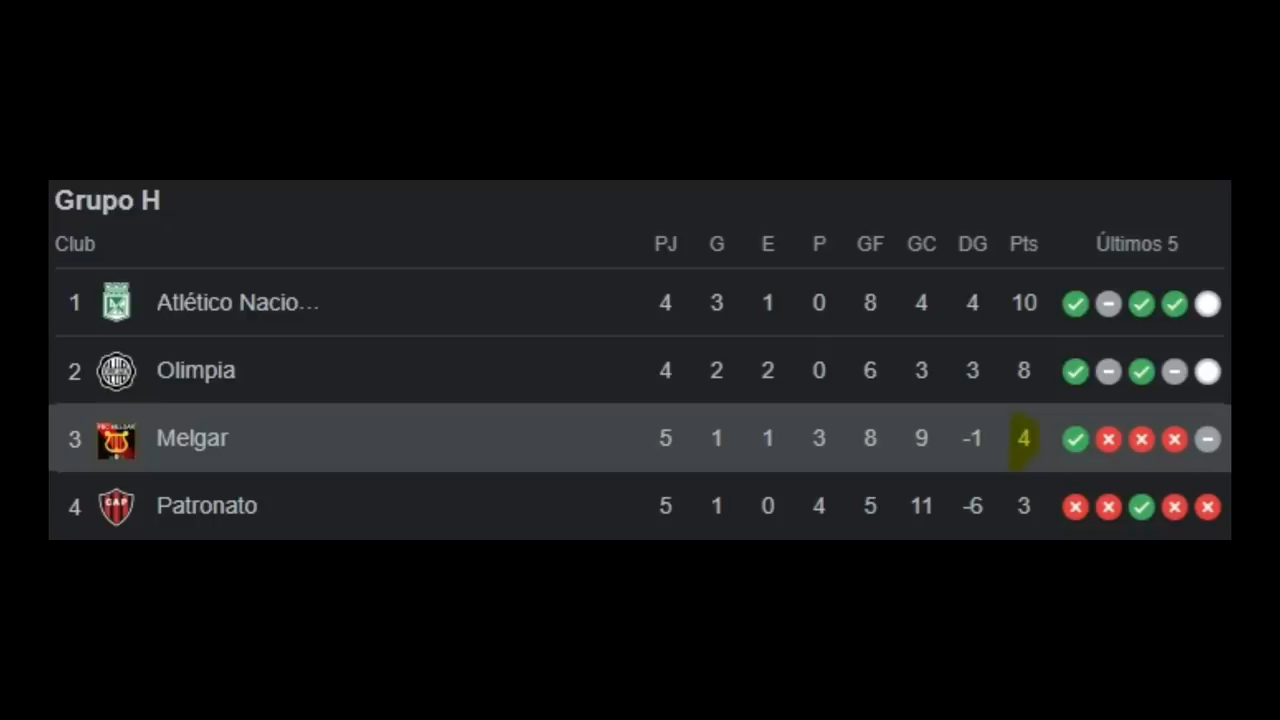 Grupo H
Club PJ G E P GF GC DG Pts Últimos 5
1 Atlético Nacio... 4 3 1 0 8 4 4 10
2 Olimpia 4 2 2 0 6 3 3 8
3 Melgar 5 1 1 3 8 9 -1 4
4 CAP Patronato 5 1 0 4 5 11 -6 3